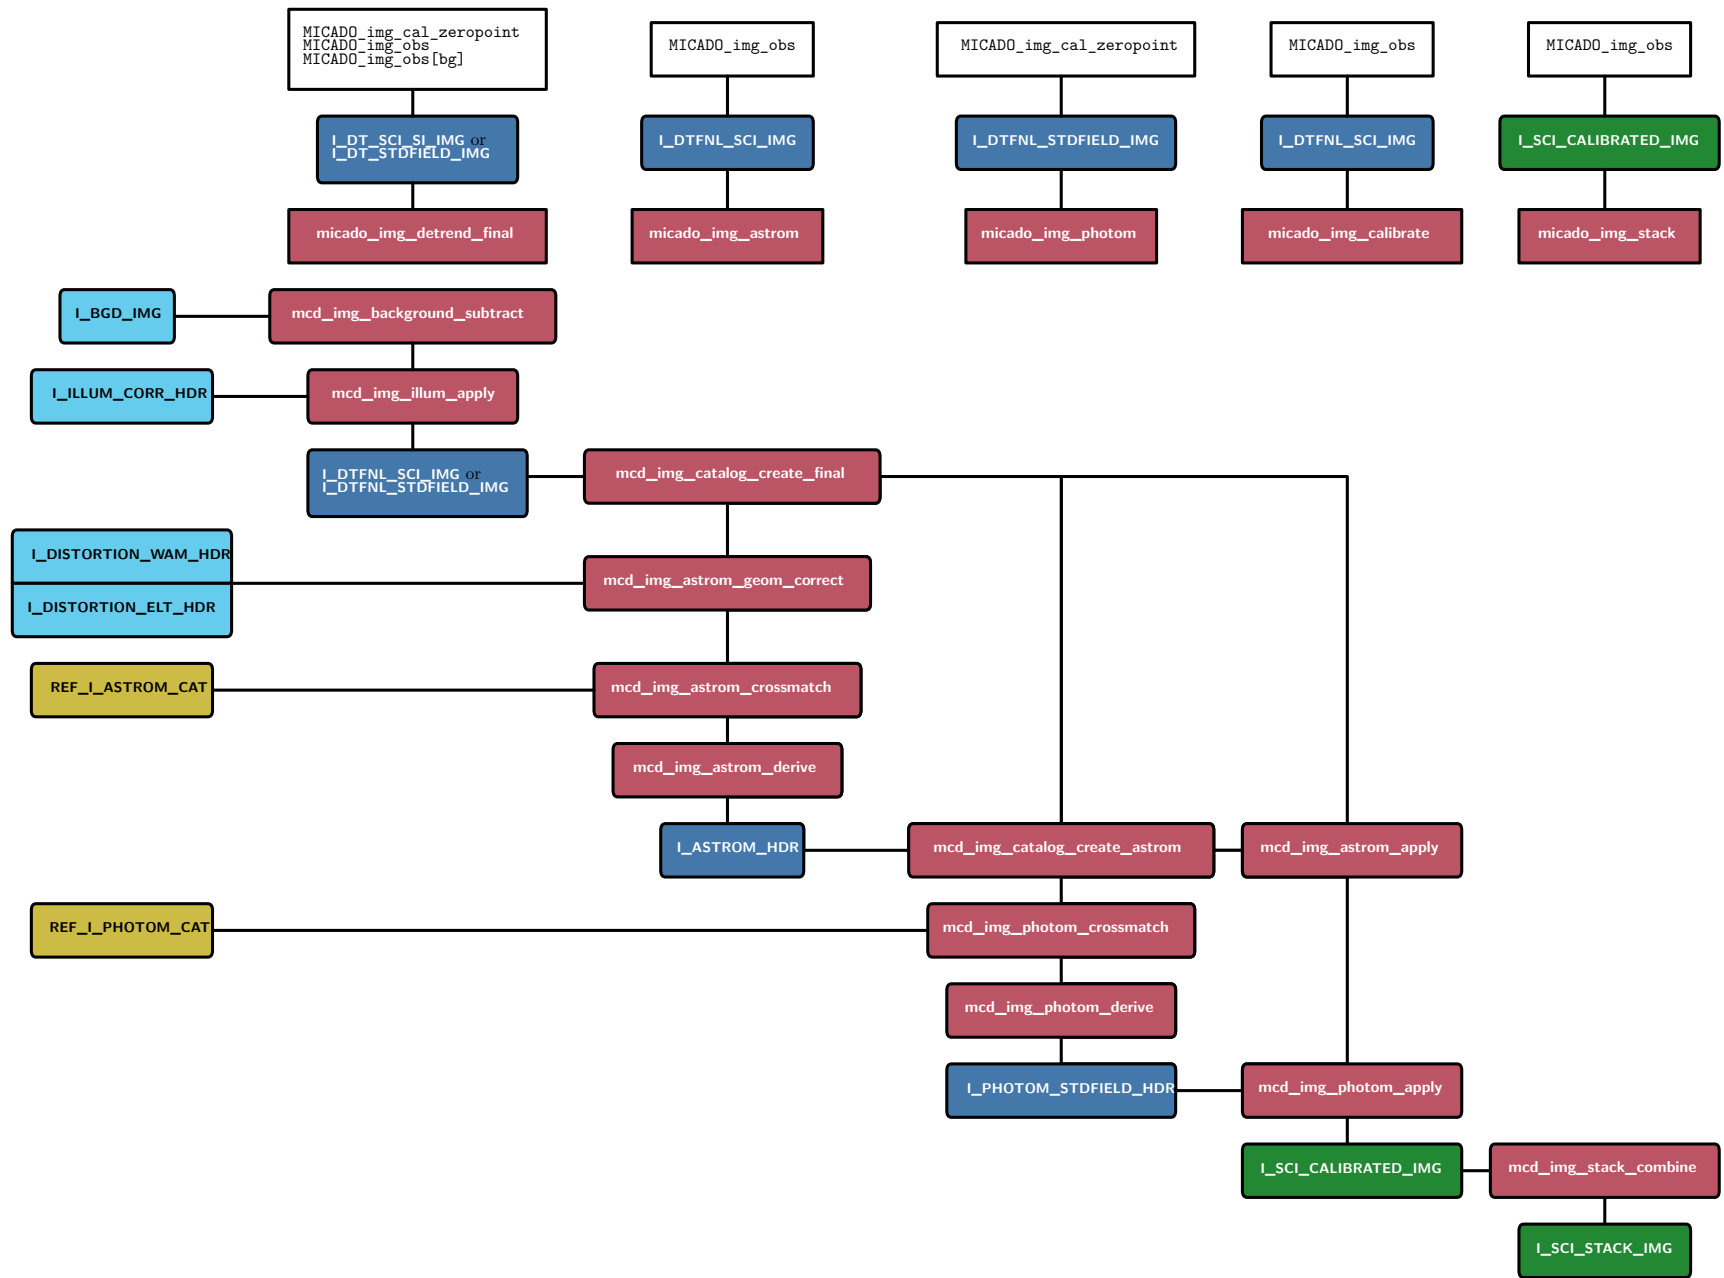 MICADO_img_cal_zeropoint
MICADO_img_obs
MICADO_img_obs[bg]
MICADO_img_obs
MICADO_img_cal_zeropoint
MICADO_img_obs
MICADO_img_obs
I_DT_SCI_SI_IMG or
I_DT_STDFIELD_IMG
I_DTFNL_SCI_IMG
I_DTFNL_STDFIELD_IMG
I_DTFNL_SCI_IMG
I_SCI_CALIBRATED_IMG
micado_img_detrend_final
micado_img_astrom
micado_img_photom
micado_img_calibrate
micado_img_stack
I_BGD_IMG
mcd_img_background_subtract
I_ILLUM_CORR_HDR
mcd_img_illum_apply
I_DTFNL_SCI_IMG or
I_DTFNL_STDFIELD_IMG
mcd_img_catalog_create_final
I_DISTORTION_WAM_HDR
I_DISTORTION_ELT_HDR
mcd_img_astrom_geom_correct
REF_I_ASTROM_CAT
mcd_img_astrom_crossmatch
mcd_img_astrom_derive
I_ASTROM_HDR
mcd_img_catalog_create_astrom
mcd_img_astrom_apply
REF_I_PHOTOM_CAT
mcd_img_photom_crossmatch
mcd_img_photom_derive
I_PHOTOM_STDFIELD_HDR
mcd_img_photom_apply
I_SCI_CALIBRATED_IMG
mcd_img_stack_combine
I_SCI_STACK_IMG